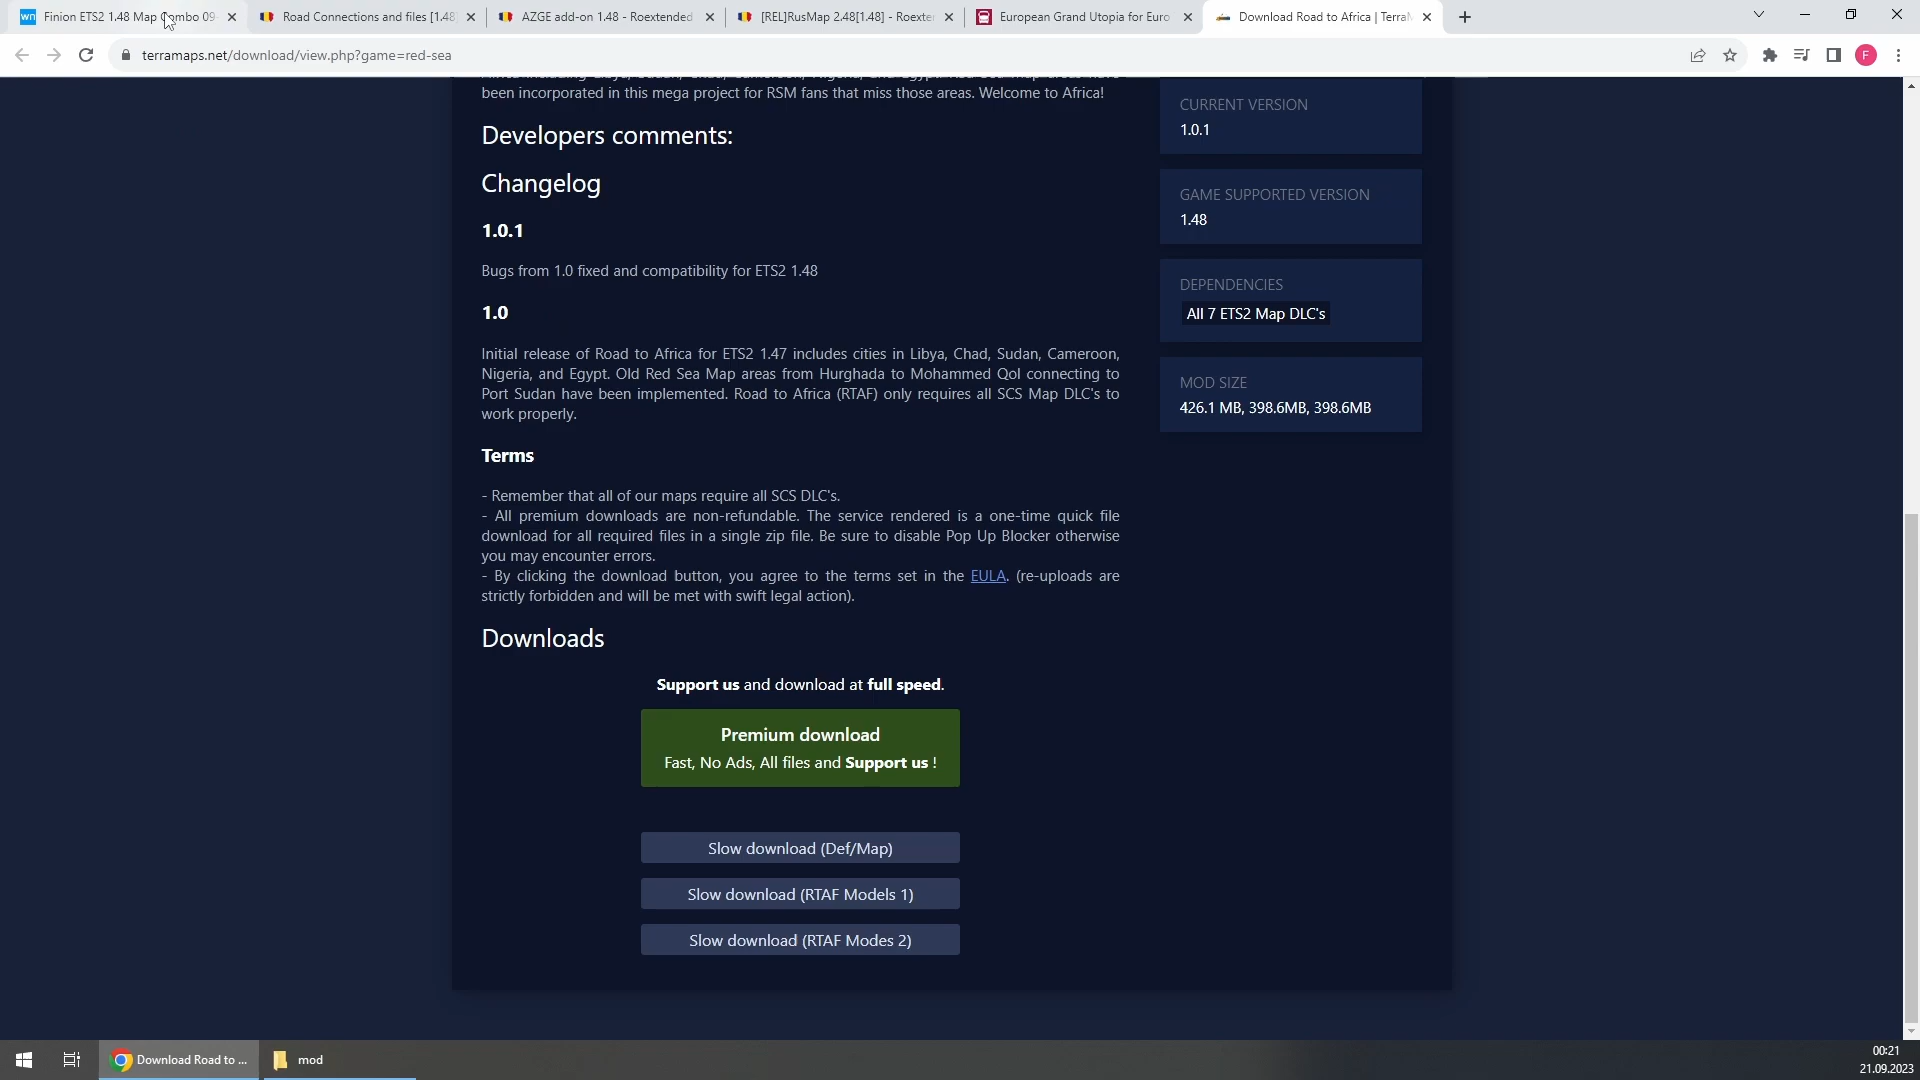 Finion ETS2 1.48 Map Combo 09-
Road Connections and files [1.48]
AZGE add-on 1.48 - Roextended
[REL]RusMap 2.48[1.48] - Roexte
European Grand Utopia for Euro
Download Road to Africa | TerraM
terramaps.net/download/view.php?game=red-sea
F
been incorporated in this mega project for RSM fans that miss those areas. Welcome to Africa!
Developers comments:
Changelog
1.0.1
Bugs from 1.0 fixed and compatibility for ETS2 1.48
1.0
Initial release of Road to Africa for ETS2 1.47 includes cities in Libya, Chad, Sudan, Cameroon,
Nigeria, and Egypt. Old Red Sea Map areas from Hurghada to Mohammed Qol connecting to
Port Sudan have been implemented. Road to Africa (RTAF) only requires all SCS Map DLC's to
work properly.
Terms
- Remember that all of our maps require all SCS DLC's.
- All premium downloads are non-refundable. The service rendered is a one-time quick file
download for all required files in a single zip file. Be sure to disable Pop Up Blocker otherwise
you may encounter errors.
- By clicking the download button, you agree to the terms set in the EULA. (re-uploads are
strictly forbidden and will be met with swift legal action).
Downloads
Support us and download at full speed.
Premium download
Fast, No Ads, All files and Support us !
Slow download (Def/Map)
Slow download (RTAF Models 1)
Slow download (RTAF Modes 2)
CURRENT VERSION
1.0.1
GAME SUPPORTED VERSION
1.48
DEPENDENCIES
All 7 ETS2 Map DLC's
MOD SIZE
426.1 MB, 398.6MB, 398.6MB
Download Road to ...
mod
00:21
21.09.2023